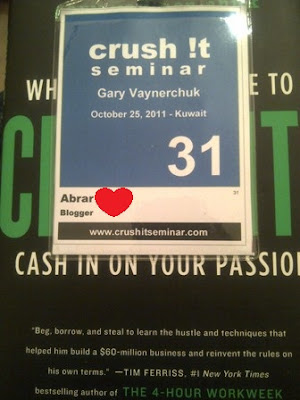 crush !t
seminar
Gary Vaynerchuk
October 25, 2011 - Kuwait
31
31
Abrar
Blogger
www.crushitseminar.com
WH E TO
CASH IN ON YOUR PASSION
"Beg, borrow, and steal to learn the hustle and techniques that
helped him build a $60-million business and reinvent the rules on
his own terms." —TIM FERRISS, #1 New York Times
bestselling author of THE 4-HOUR WORKWEEK